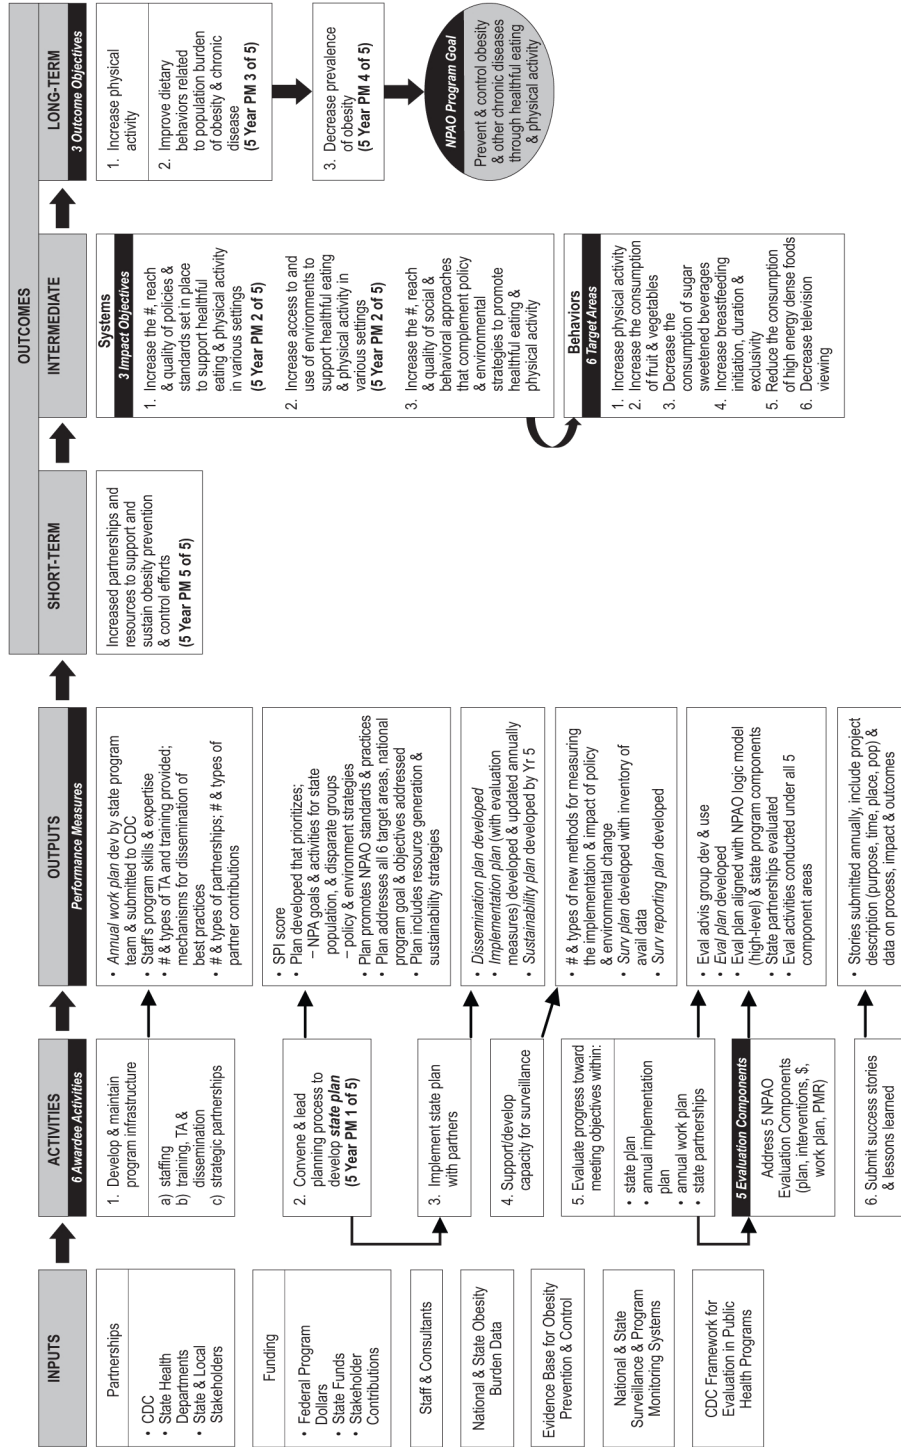 INPUTS
Partnerships
• CDC
• State Health
Departments
• State & Local
Stakeholders
Funding
• Federal Program
Dollars
• State Funds
• Stakeholder
Contributions
Staff & Consultants
National & State Obesity
Burden Data
Evidence Base for Obesity
Prevention & Control
National & State
Surveillance & Program
Monitoring Systems
CDC Framework for
Evaluation in Public
Health Programs
ACTIVITIES
6 Awardee Activities
1. Develop & maintain
program infrastructure
a) staffing
b) training, TA &
dissemination
c) strategic partnerships
2. Convene & lead
planning process to
develop state plan
(5 Year PM 1 of 5)
3. Implement state plan
with partners
4. Support/develop
capacity for surveillance
5. Evaluate progress toward
meeting objectives within:
• state plan
• annual implementation
plan
• annual work plan
• state partnerships
5 Evaluation Components
Address 5 NPAO
Evaluation Components
(plan, interventions, $,
work plan, PMR)
6. Submit success stories
& lessons learned
OUTPUTS
Performance Measures
• Annual work plan dev by state program
team & submitted to CDC
• Staff's program skills & expertise
• # & types of TA and training provided;
mechanisms for dissemination of
best practices
• # & types of partnerships; # & types of
partner contributions
• SPI score
• Plan developed that prioritizes;
– NPA goals & activities for state
population, & disparate groups
– policy & environment strategies
• Plan promotes NPAO standards & practices
• Plan addresses all 6 target areas, national
program goal & objectives addressed
• Plan includes resource generation &
sustainability strategies
• Dissemination plan developed
• Implementation plan (with evaluation
measures) developed & updated annually
• Sustainability plan developed by Yr 5
• # & types of new methods for measuring
the implementation & impact of policy
& environmental change
• Surv plan developed with inventory of
avail data
• Surv reporting plan developed
• Eval advis group dev & use
• Eval plan developed
• Eval plan aligned with NPAO logic model
(high-level) & state program components
• State partnerships evaluated
• Eval activities conducted under all 5
component areas
• Stories submitted annually, include project
description (purpose, time, place, pop) &
data on process, impact & outcomes
OUTCOMES
SHORT-TERM
Increased partnerships and
resources to support and
sustain obesity prevention
& control efforts
(5 Year PM 5 of 5)
INTERMEDIATE
Systems
3 Impact Objectives
1. Increase the #, reach
& quality of policies &
standards set in place
to support healthful
eating & physical activity
in various settings
(5 Year PM 2 of 5)
2. Increase access to and
use of environments to
support healthful eating
& physical activity in
various settings
(5 Year PM 2 of 5)
3. Increase the #, reach
& quality of social &
behavioral approaches
that complement policy
& environmental
strategies to promote
healthful eating &
physical activity
Behaviors
6 Target Areas
1. Increase physical activity
2. Increase the consumption
of fruit & vegetables
3. Decrease the
consumption of sugar
sweetened beverages
4. Increase breastfeeding
initiation, duration &
exclusivity
5. Reduce the consumption
of high energy dense foods
6. Decrease television
viewing
LONG-TERM
3 Outcome Objectives
1. Increase physical
activity
2. Improve dietary
behaviors related
to population burden
of obesity & chronic
disease
(5 Year PM 3 of 5)
3. Decrease prevalence
of obesity
(5 Year PM 4 of 5)
NPAO Program Goal
Prevent & control obesity
& other chronic diseases
through healthful eating
& physical activity